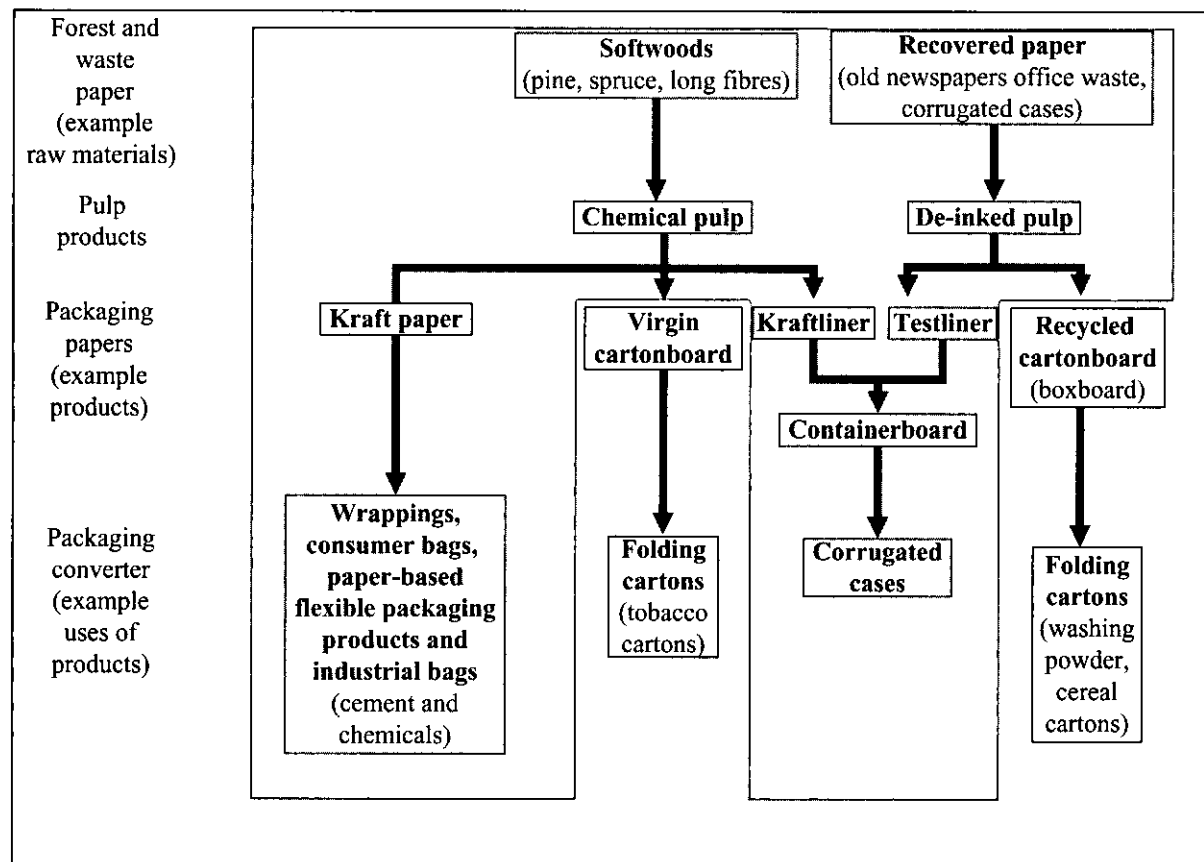 Forest and
waste
paper
(example
raw materials)
Softwoods
(pine, spruce, long fibres)
Recovered paper
(old newspapers office waste,
corrugated cases)
Pulp
products
Chemical pulp
De-inked pulp
Packaging
papers
(example
products)
Kraft paper
Virgin
cartonboard
Kraftliner
Testliner
Recycled
cartonboard
(boxboard)
Containerboard
Packaging
converter
(example
uses of
products)
Wrappings,
consumer bags,
paper-based
flexible packaging
products and
industrial bags
(cement and
chemicals)
Folding
cartons
(tobacco
cartons)
Corrugated
cases
Folding
cartons
(washing
powder,
cereal
cartons)